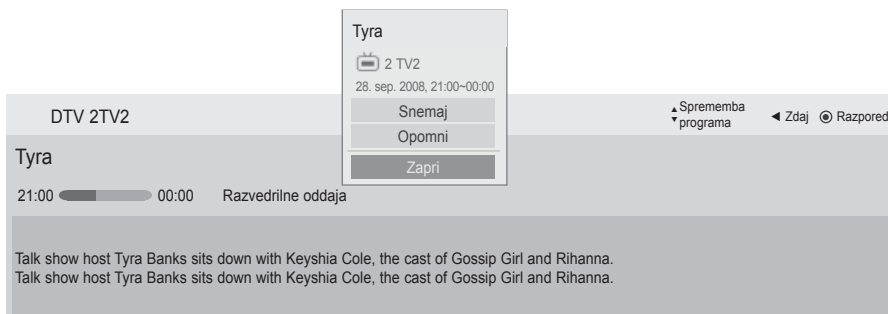 Tyra
2 TV2
28. sep. 2008, 21:00~00:00
Snemaj
Opomni
Zapri
DTV 2TV2
Sprememba
programa
Zdaj
Razpored
Tyra
21:00 00:00 Razvedrilne oddaja
Talk show host Tyra Banks sits down with Keyshia Cole, the cast of Gossip Girl and Rihanna.
Talk show host Tyra Banks sits down with Keyshia Cole, the cast of Gossip Girl and Rihanna.